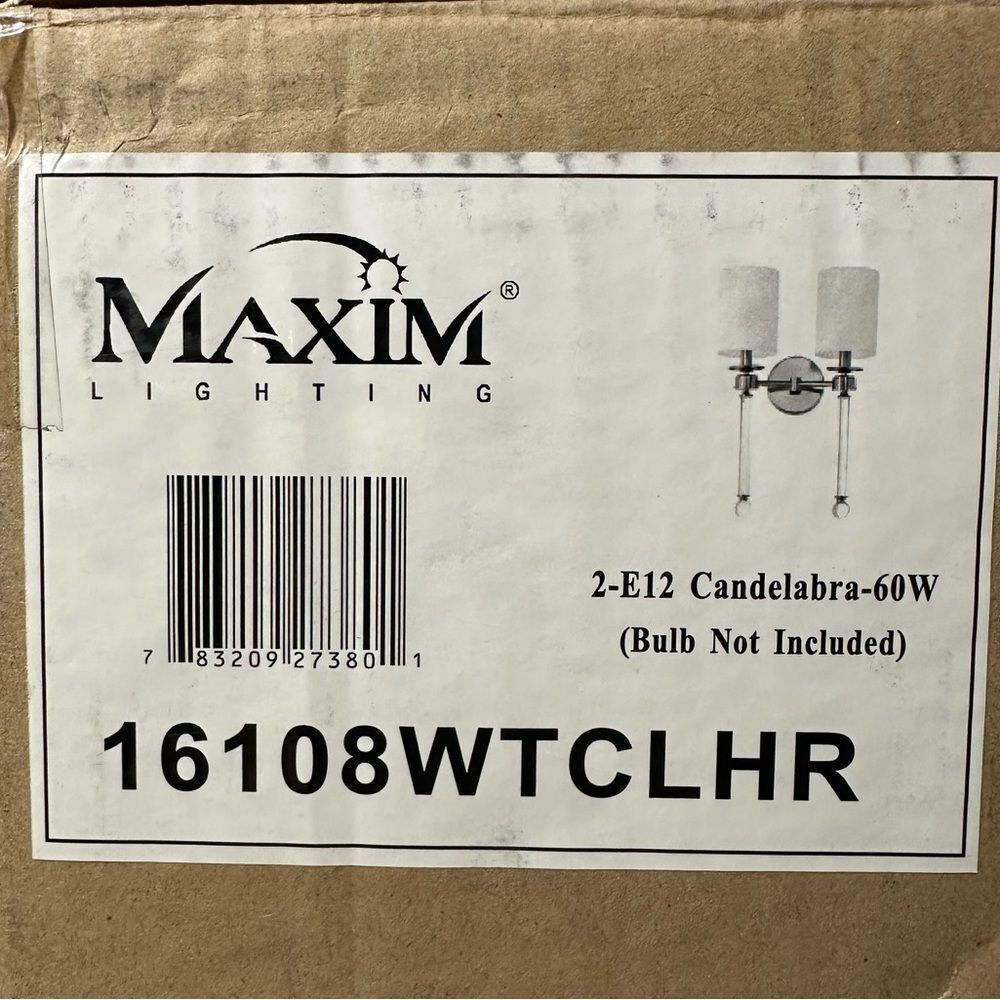 MAXIM®
LIGHTING
2-E12 Candelabra-60W
(Bulb Not Included)
7 83209 27380 1
16108WTCLHR